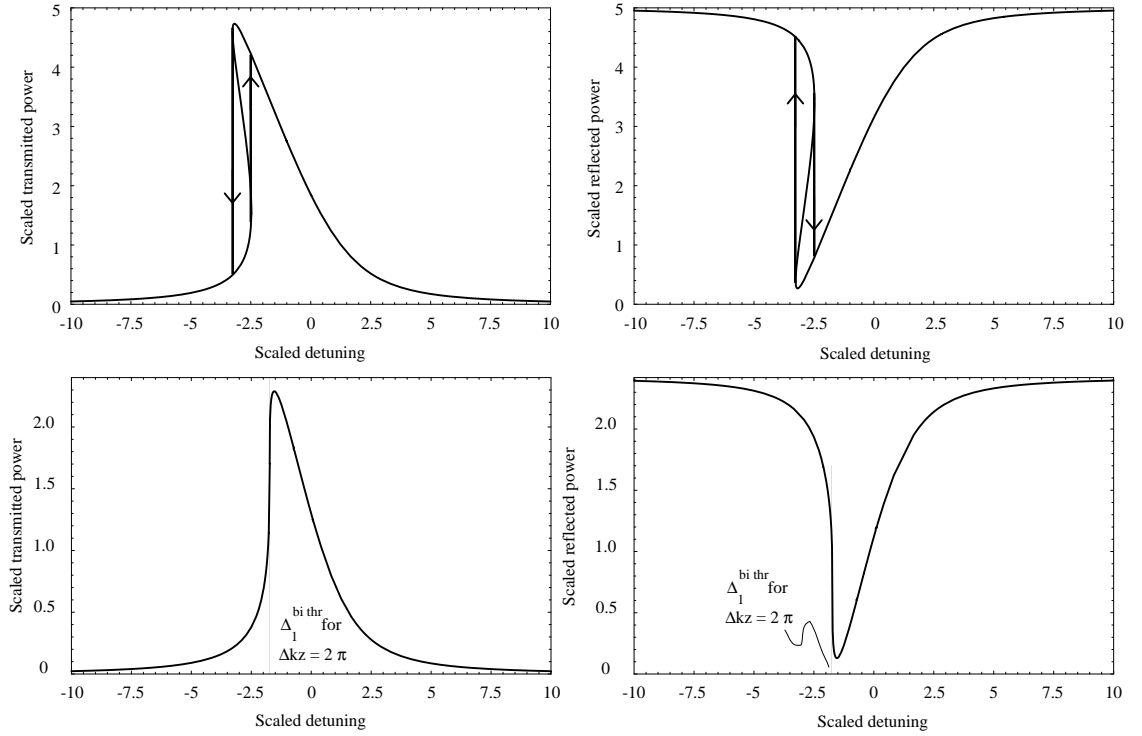 Scaled transmitted power
5
4
3
2
1
0
-10 -7.5 -5 -2.5 0 2.5 5 7.5 10
Scaled detuning
Scaled reflected power
5
4
3
2
1
0
-10 -7.5 -5 -2.5 0 2.5 5 7.5 10
Scaled detuning
Scaled transmitted power
2.0
1.5
1.0
0.5
0
Δ₁^bi thr for
Δkz = 2 π
-10 -7.5 -5 -2.5 0 2.5 5 7.5 10
Scaled detuning
Scaled reflected power
2.0
1.5
1.0
0.5
0
Δ₁^bi thr for
Δkz = 2 π
-10 -7.5 -5 -2.5 0 2.5 5 7.5 10
Scaled detuning